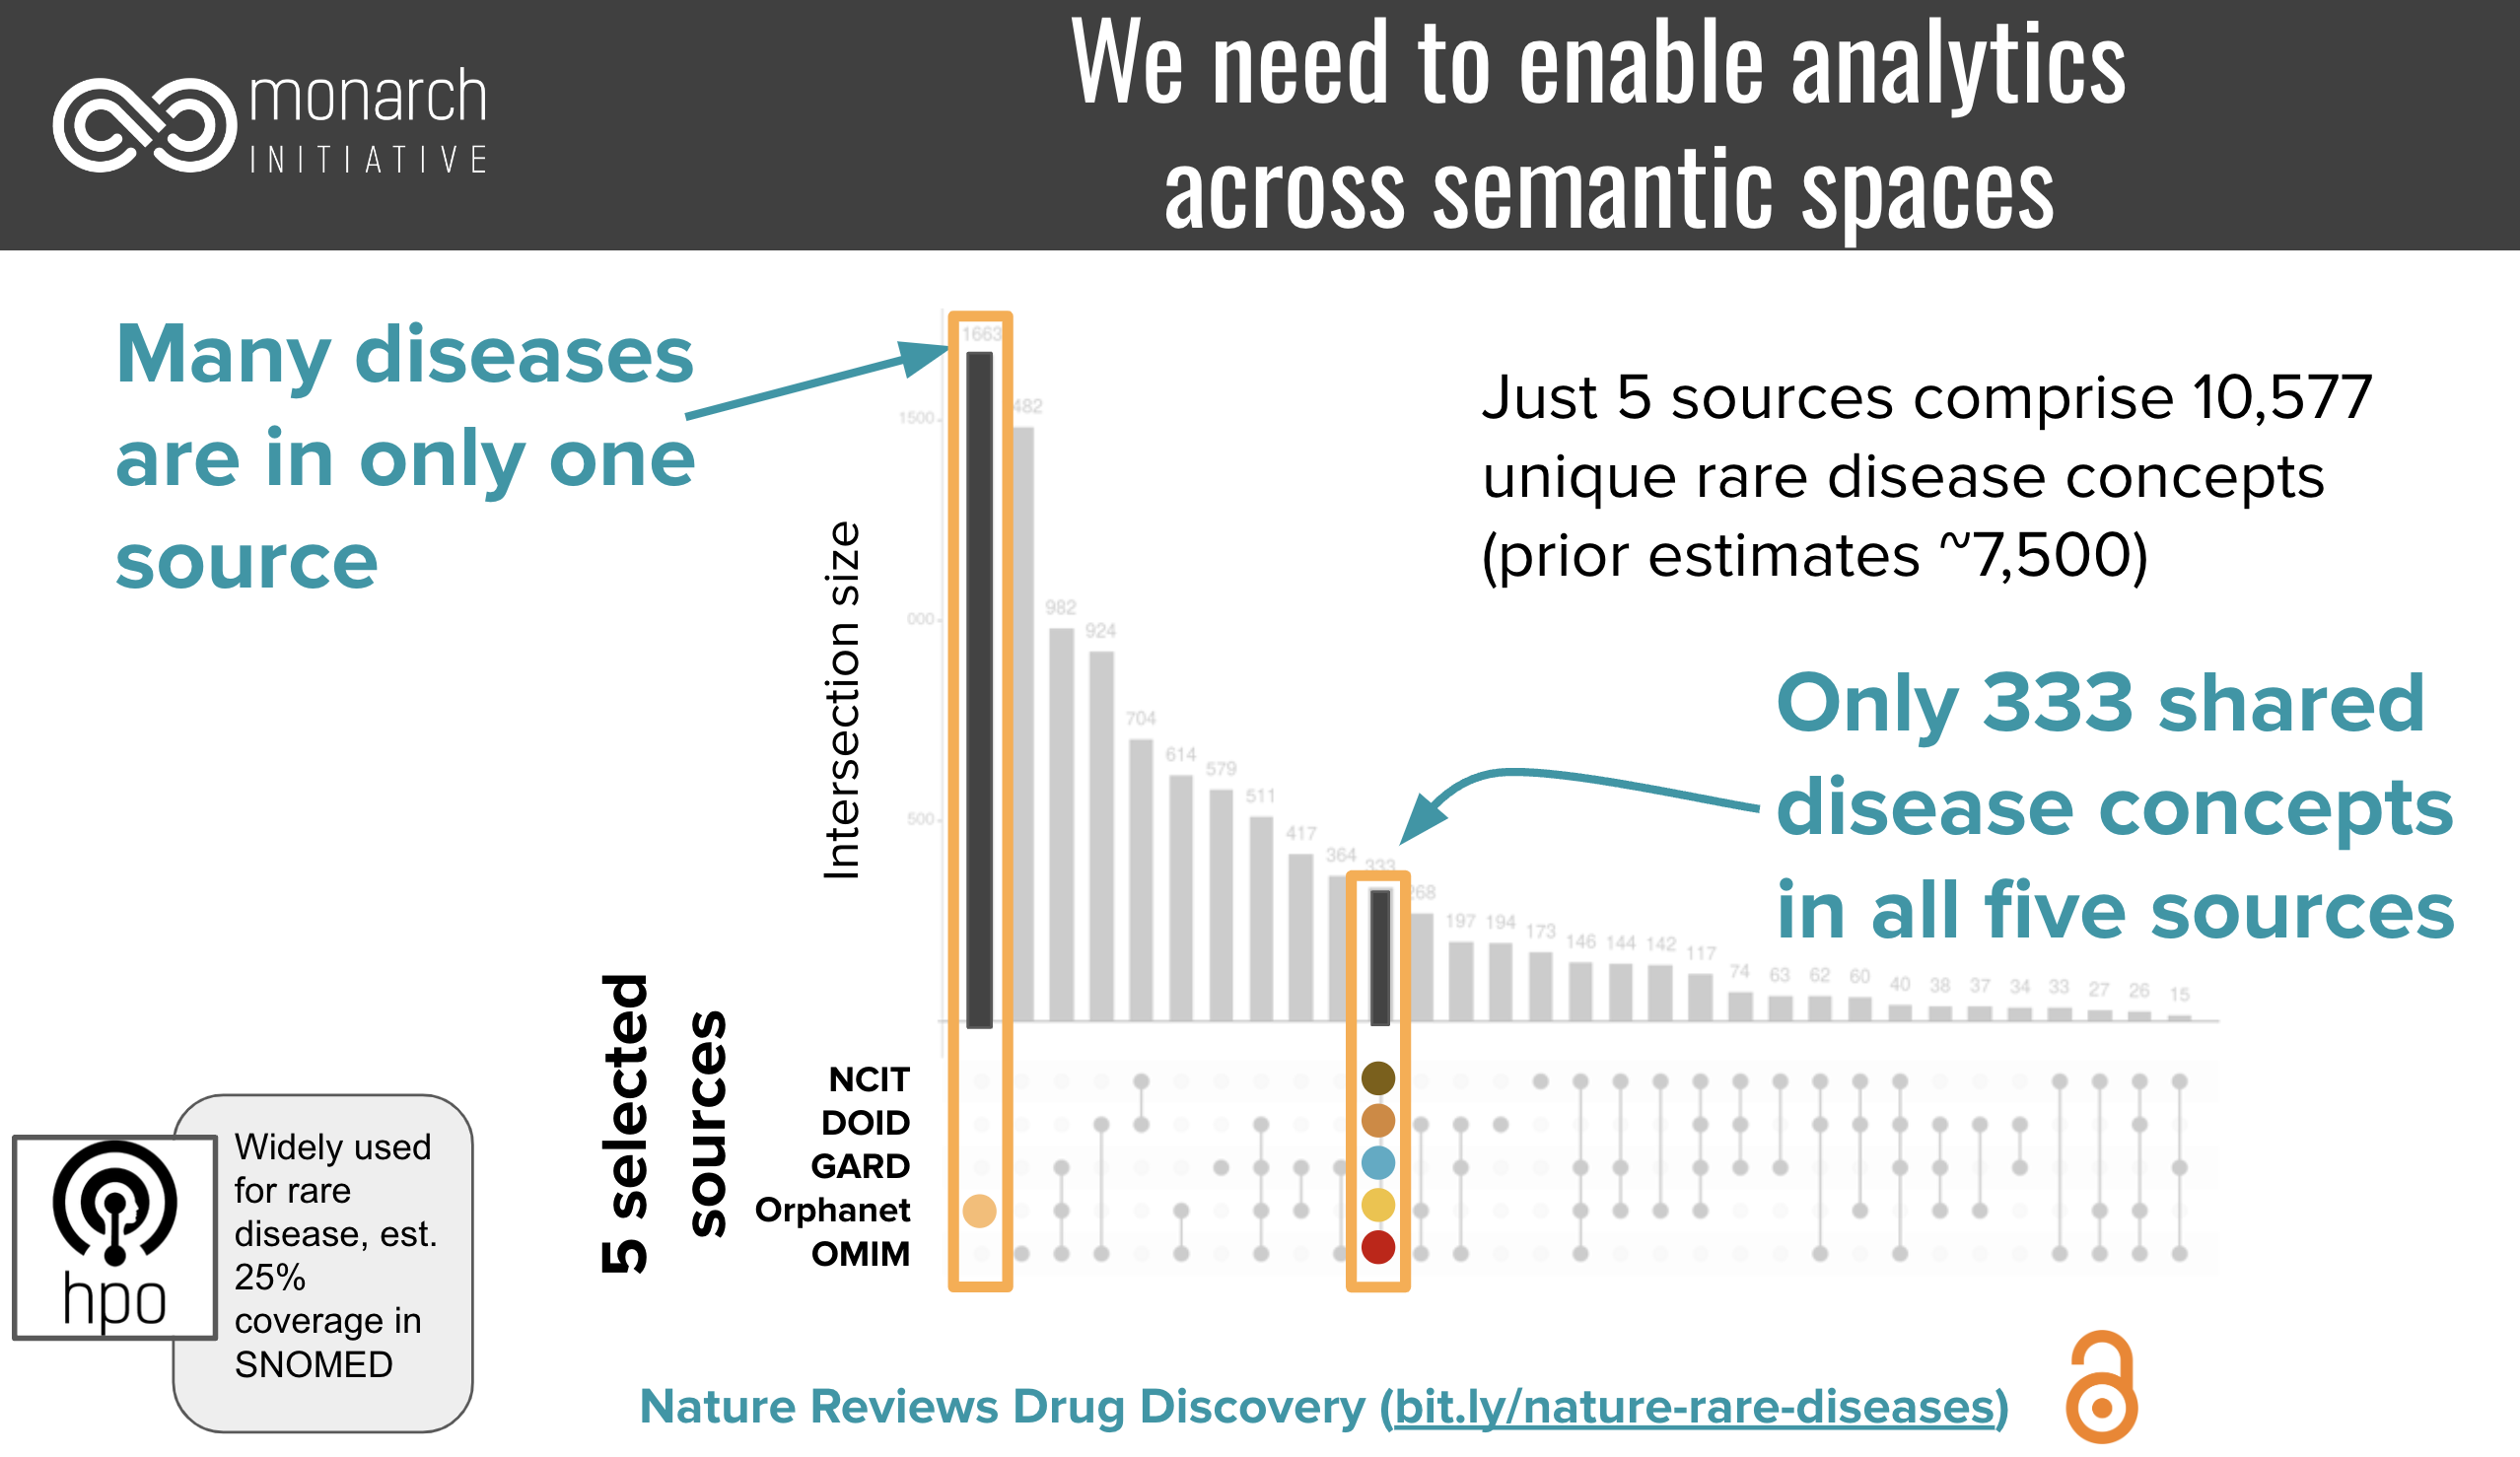 monarch
INITIATIVE
We need to enable analytics
across semantic spaces
Many diseases
are in only one
source
Just 5 sources comprise 10,577
unique rare disease concepts
(prior estimates ~7,500)
Only 333 shared
disease concepts
in all five sources
Intersection size
1500
000
500
1663
482
982
924
704
614
579
511
417
364
333
268
197
194
173
146
144
142
117
74
63
62
60
40
38
37
34
33
27
26
15
5 selected
sources
NCIT
DOID
GARD
Orphanet
OMIM
hpo
Widely used
for rare
disease, est.
25%
coverage in
SNOMED
Nature Reviews Drug Discovery (bit.ly/nature-rare-diseases)